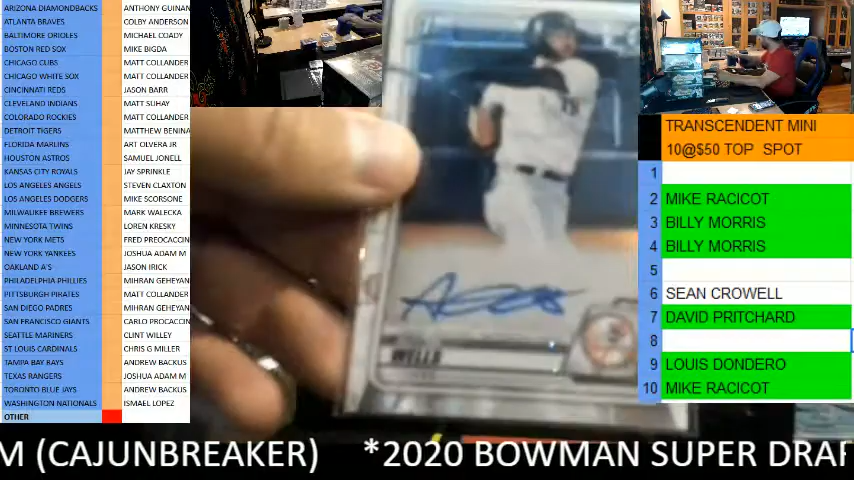 ARIZONA DIAMONDBACKS ANTHONY GUINAN
ATLANTA BRAVES COLBY ANDERSON
BALTIMORE ORIOLES MICHAEL COADY
BOSTON RED SOX MIKE BIGDA
CHICAGO CUBS MATT COLLANDER
CHICAGO WHITE SOX MATT COLLANDER
CINCINNATI REDS JASON BARR
CLEVELAND INDIANS MATT SUHAY
COLORADO ROCKIES MATT COLLANDER
DETROIT TIGERS MATTHEW BENINA
FLORIDA MARLINS ART OLVERA JR
HOUSTON ASTROS SAMUEL JONELL
KANSAS CITY ROYALS JAY SPRINKLE
LOS ANGELES ANGELS STEVEN CLAXTON
LOS ANGELES DODGERS MIKE SCORSONE
MILWAUKEE BREWERS MARK WALECKA
MINNESOTA TWINS LOREN KRESKY
NEW YORK METS FRED PREOCACCIN
NEW YORK YANKEES JOSHUA ADAM M
OAKLAND A'S JASON IRICK
PHILADELPHIA PHILLIES MIHRAN GEHEYAN
PITTSBURGH PIRATES MATT COLLANDER
SAN DIEGO PADRES MIHRAN GEHEYAN
SAN FRANCISCO GIANTS CARLO PROCACCIN
SEATTLE MARINERS CLINT WILLEY
ST LOUIS CARDINALS CHRIS G MILLER
TAMPA BAY RAYS ANDREW BACKUS
TEXAS RANGERS JOSHUA ADAM M
TORONTO BLUE JAYS ANDREW BACKUS
WASHINGTON NATIONALS ISMAEL LOPEZ
OTHER
WELLS
TRANSCENDENT MINI
10@$50 TOP SPOT
1
2 MIKE RACICOT
3 BILLY MORRIS
4 BILLY MORRIS
5
6 SEAN CROWELL
7 DAVID PRITCHARD
8
9 LOUIS DONDERO
10 MIKE RACICOT
M (CAJUNBREAKER) *2020 BOWMAN SUPER DRAF